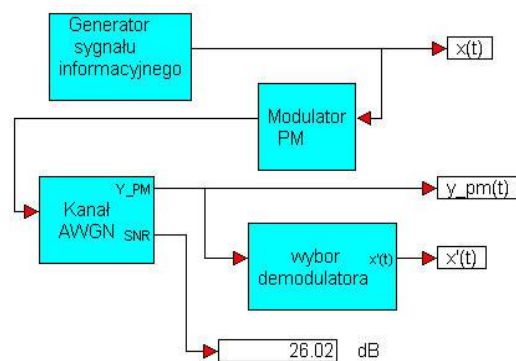 Generator
sygnału
informacyjnego
x(t)
Modulator
PM
Y_PM
Kanał
AWGN
SNR
y_pm(t)
wybor
demodulatora
x'(t)
x'(t)
26.02 dB